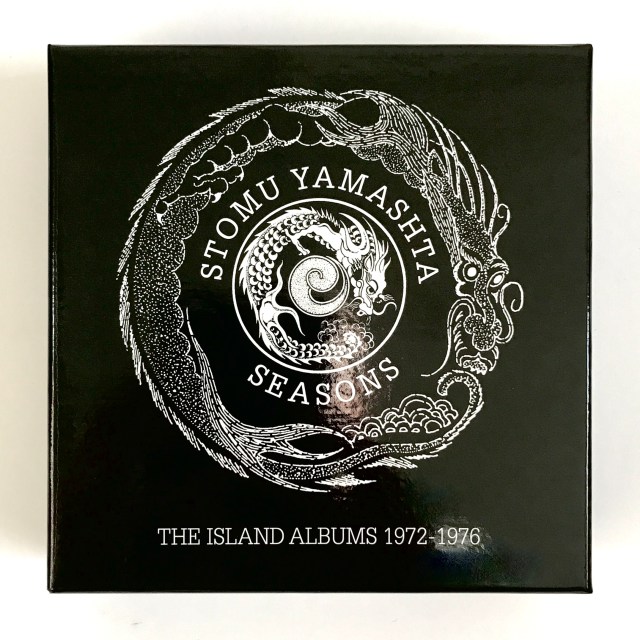 STOMU YAMASHTA
SEASONS
THE ISLAND ALBUMS 1972-1976